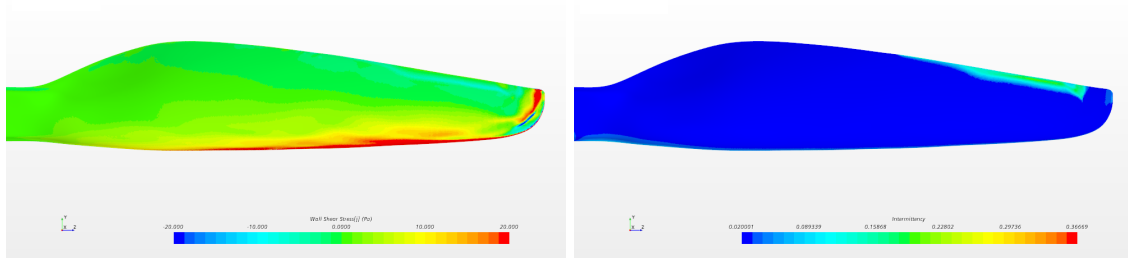 Wall Shear Stress[j] (Pa)
-20.000 -10.000 0.0000 10.000 20.000
Y
X Z
Intermittency
0.020001 0.089339 0.15868 0.22802 0.29736 0.36669
Y
X Z